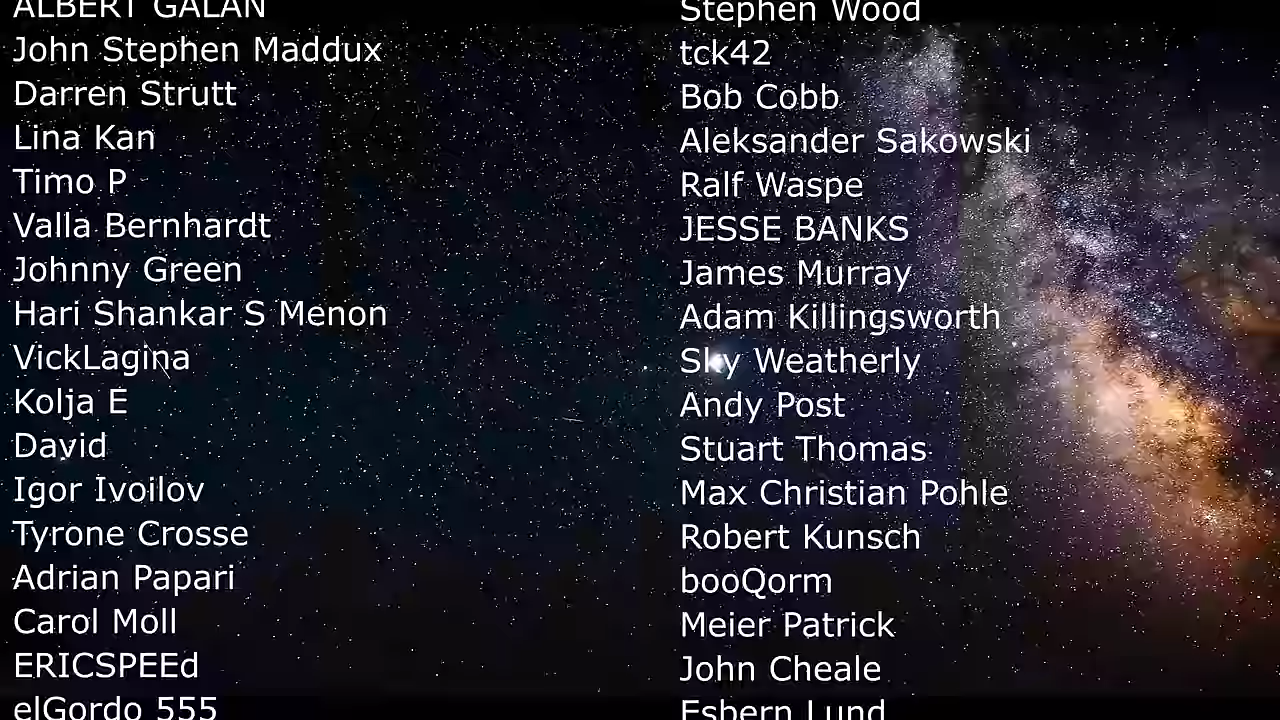 ALBERT GALAN
John Stephen Maddux
Darren Strutt
Lina Kan
Timo P
Valla Bernhardt
Johnny Green
Hari Shankar S Menon
VickLagina
Kolja E
David
Igor Ivoilov
Tyrone Crosse
Adrian Papari
Carol Moll
ERICSPEEd
elGordo 555
Stephen Wood
tck42
Bob Cobb
Aleksander Sakowski
Ralf Waspe
JESSE BANKS
James Murray
Adam Killingsworth
Sky Weatherly
Andy Post
Stuart Thomas
Max Christian Pohle
Robert Kunsch
booQorm
Meier Patrick
John Cheale
Esbern Lund